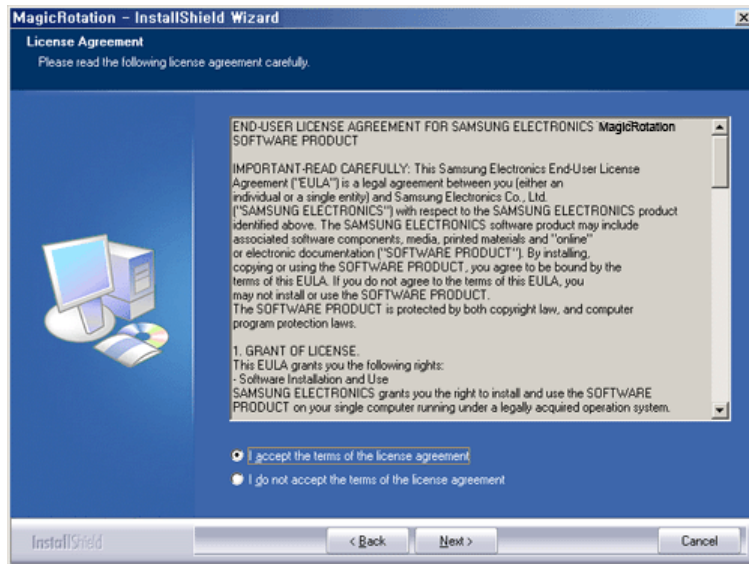 MagicRotation - InstallShield Wizard
License Agreement
Please read the following license agreement carefully.
END-USER LICENSE AGREEMENT FOR SAMSUNG ELECTRONICS MagicRotation
SOFTWARE PRODUCT
IMPORTANT-READ CAREFULLY: This Samsung Electronics End-User License
Agreement ("EULA") is a legal agreement between you (either an
individual or a single entity) and Samsung Electronics Co., Ltd.
("SAMSUNG ELECTRONICS") with respect to the SAMSUNG ELECTRONICS product
identified above. The SAMSUNG ELECTRONICS software product may include
associated software components, media, printed materials and "online"
or electronic documentation ("SOFTWARE PRODUCT"). By installing,
copying or using the SOFTWARE PRODUCT, you agree to be bound by the
terms of this EULA. If you do not agree to the terms of this EULA, you
may not install or use the SOFTWARE PRODUCT.
The SOFTWARE PRODUCT is protected by both copyright law, and computer
program protection laws.
1. GRANT OF LICENSE.
This EULA grants you the following rights:
- Software Installation and Use
SAMSUNG ELECTRONICS grants you the right to install and use the SOFTWARE
PRODUCT on your single computer running under a legally acquired operation system.
I accept the terms of the license agreement
I do not accept the terms of the license agreement
InstallShield
< Back
Next >
Cancel